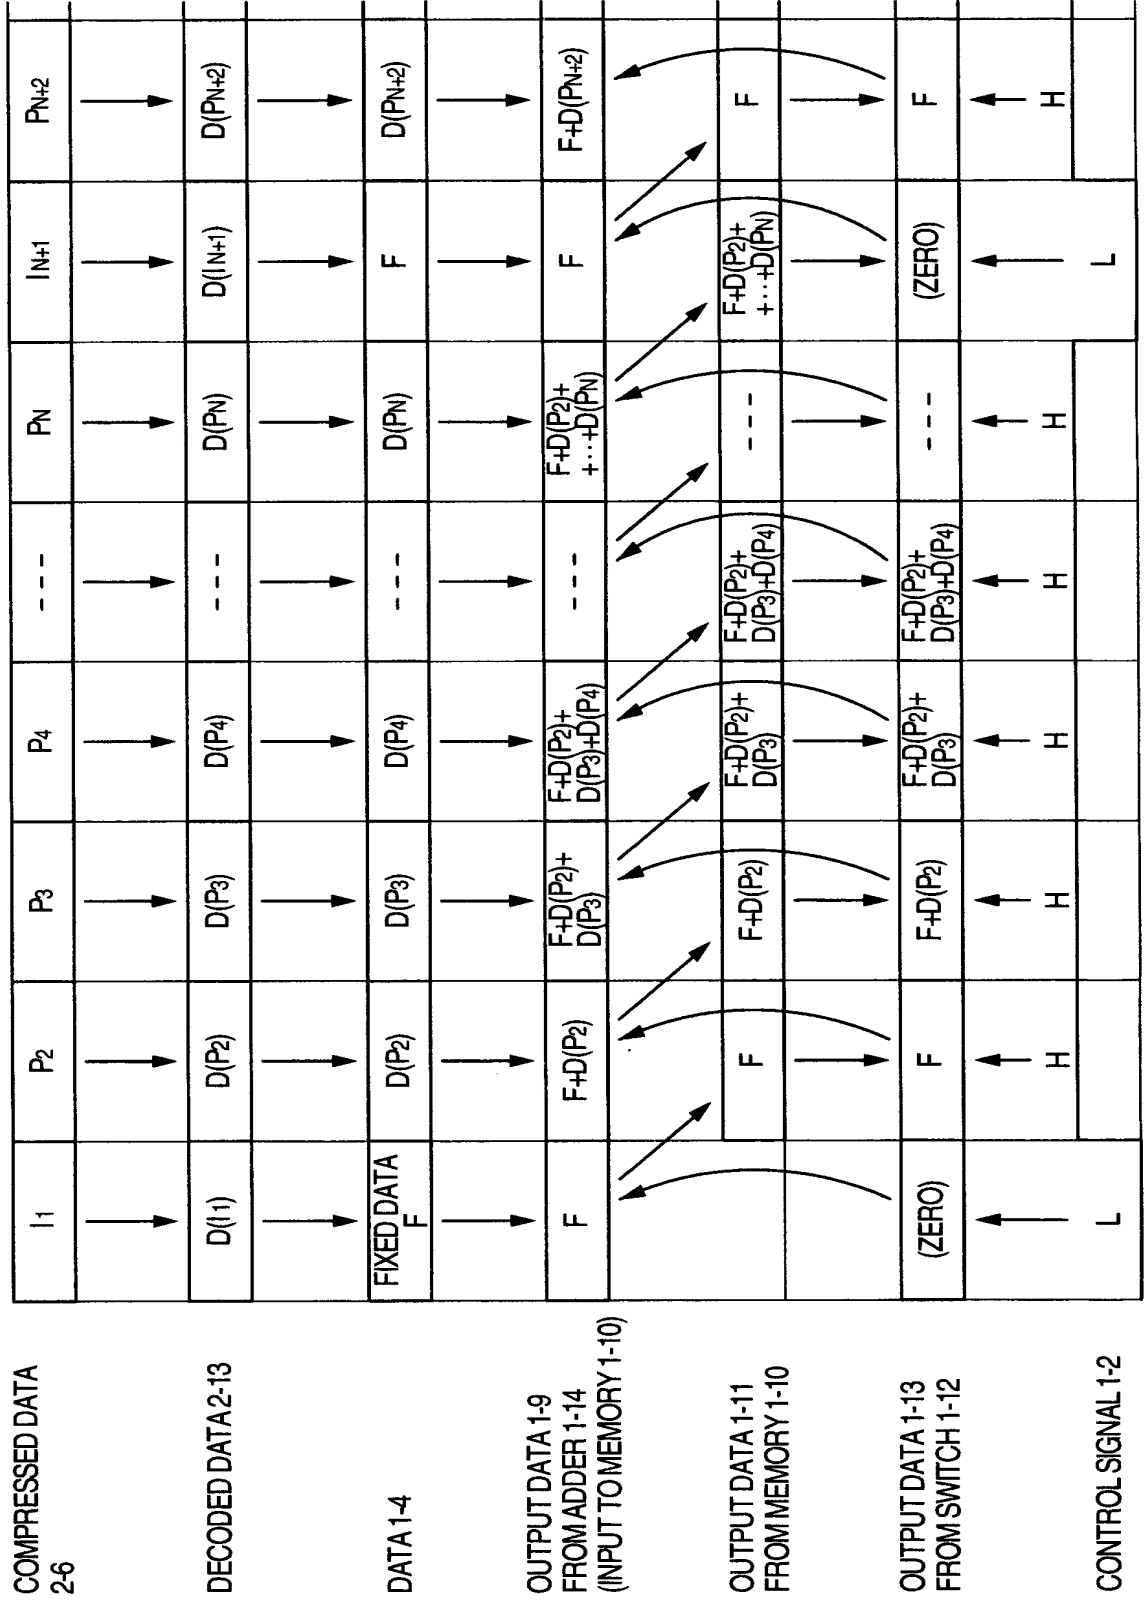 COMPRESSED DATA
2-6
I1
P2
P3
P4
---
PN
IN+1
PN+2
DECODED DATA 2-13
D(I1)
D(P2)
D(P3)
D(P4)
---
D(PN)
D(IN+1)
D(PN+2)
DATA 1-4
FIXED DATA
F
D(P2)
D(P3)
D(P4)
---
D(PN)
F
D(PN+2)
OUTPUT DATA 1-9
FROM ADDER 1-14
(INPUT TO MEMORY 1-10)
F
F+D(P2)
F+D(P2)+
D(P3)
F+D(P2)+
D(P3)+D(P4)
---
F+D(P2)+
+···+D(PN)
F
F+D(PN+2)
OUTPUT DATA 1-11
FROM MEMORY 1-10
F
F+D(P2)
F+D(P2)+
D(P3)
F+D(P2)+
D(P3)+D(P4)
---
F+D(P2)+
+···+D(PN)
F
OUTPUT DATA 1-13
FROM SWITCH 1-12
(ZERO)
F
F+D(P2)
F+D(P2)+
D(P3)
F+D(P2)+
D(P3)+D(P4)
---
(ZERO)
F
CONTROL SIGNAL 1-2
L
H
H
H
H
H
L
H